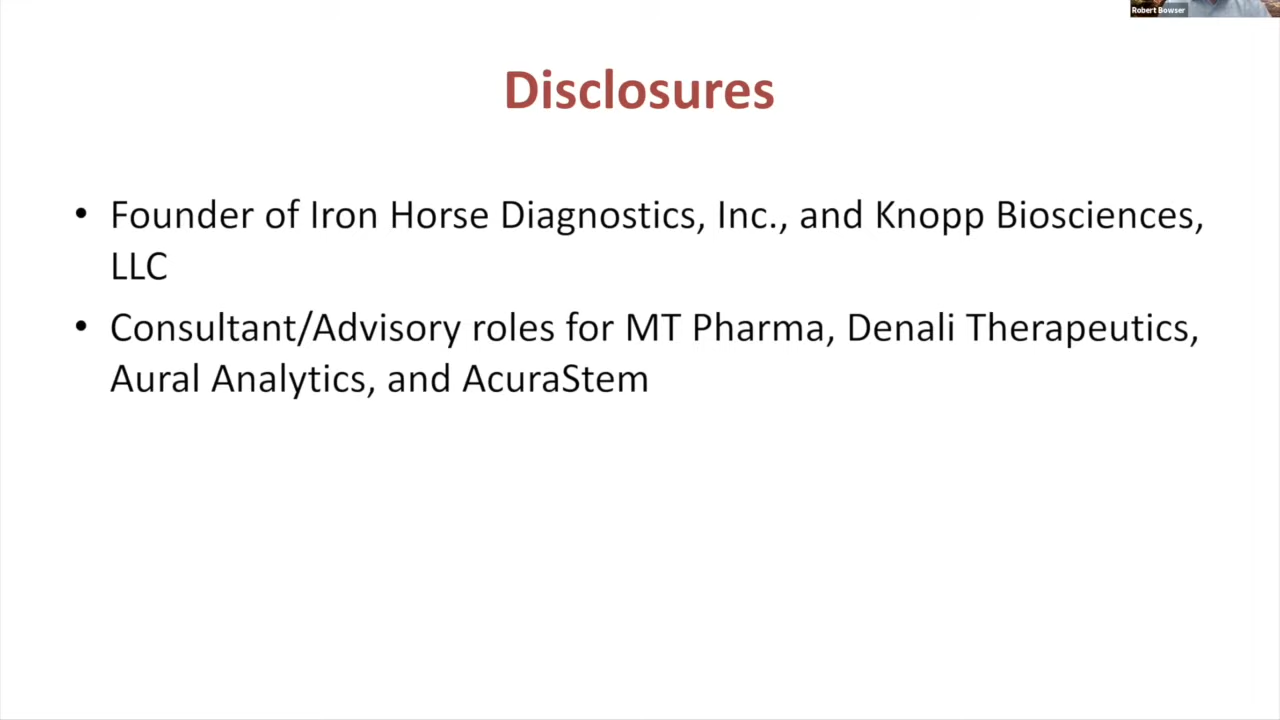 Robert Bowser
Disclosures
• Founder of Iron Horse Diagnostics, Inc., and Knopp Biosciences,
LLC
• Consultant/Advisory roles for MT Pharma, Denali Therapeutics,
Aural Analytics, and AcuraStem